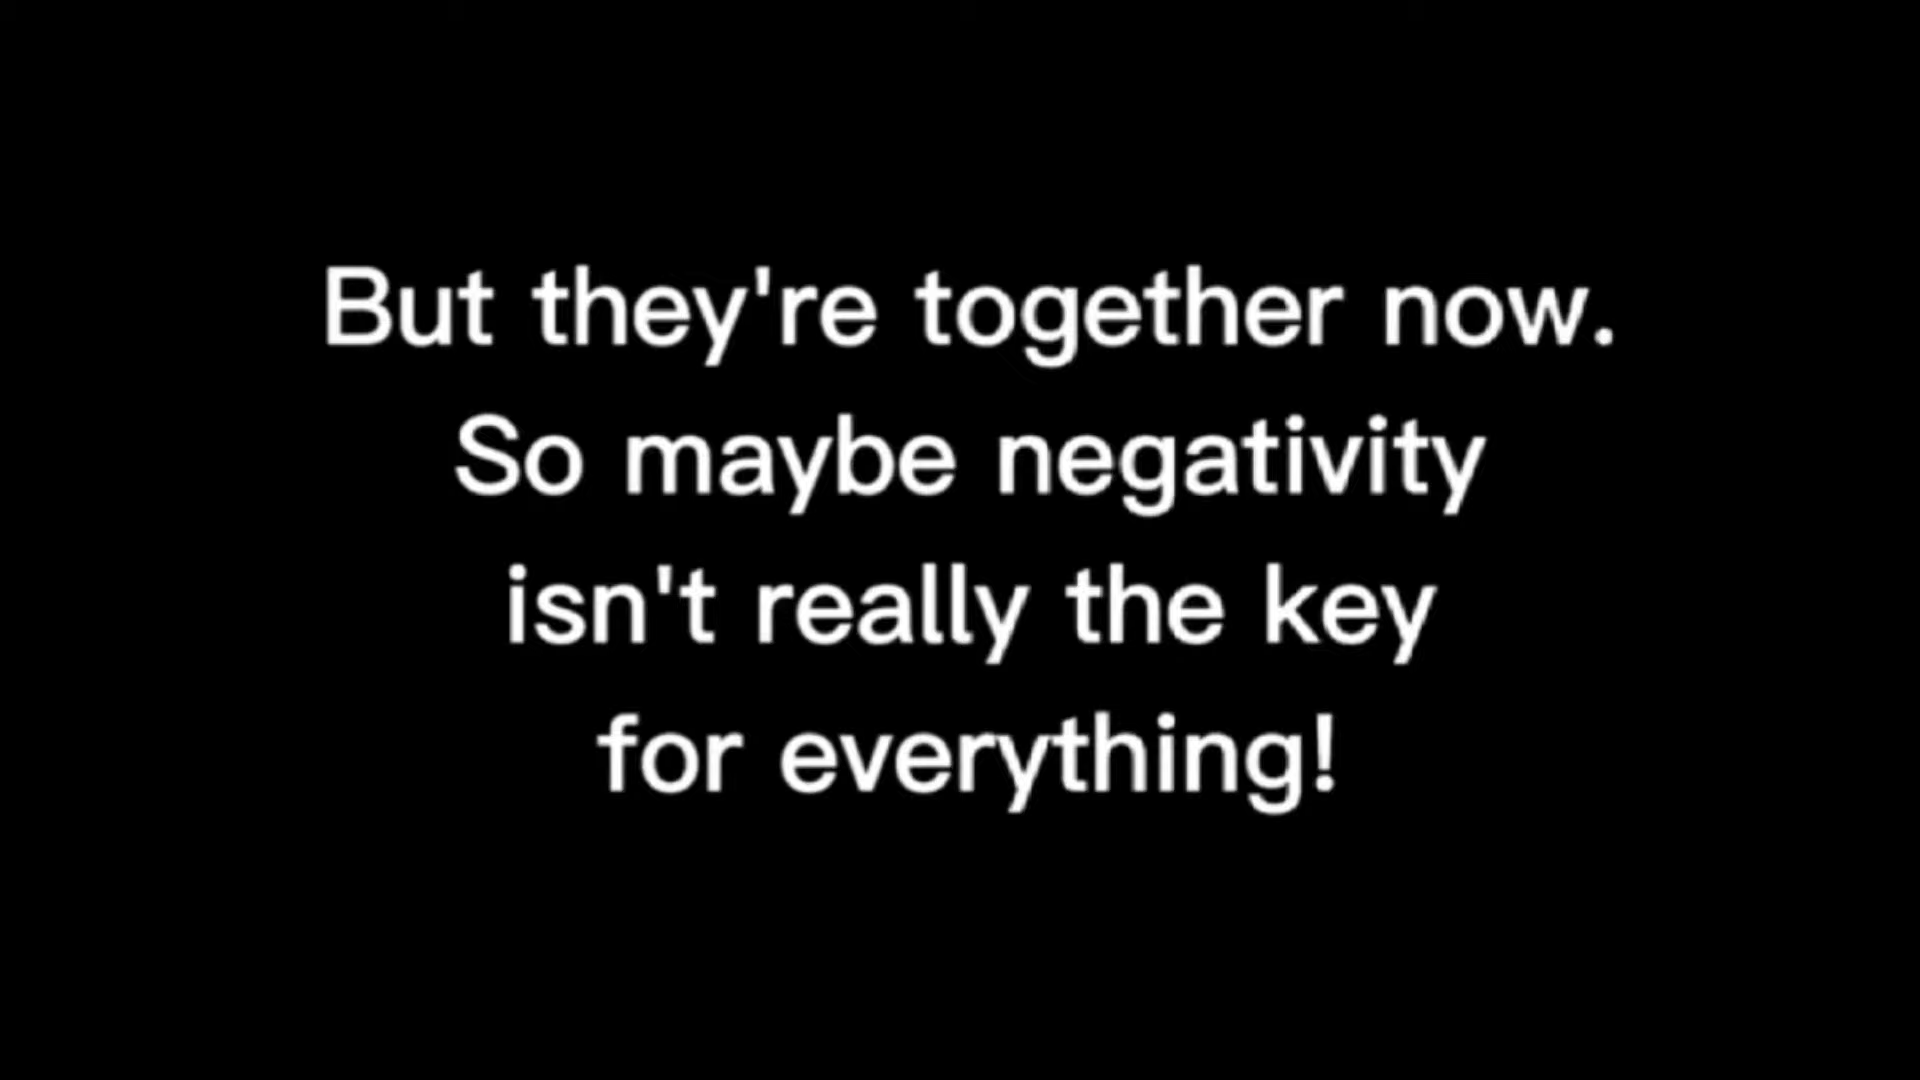 But they're together now.
So maybe negativity
isn't really the key
for everything!